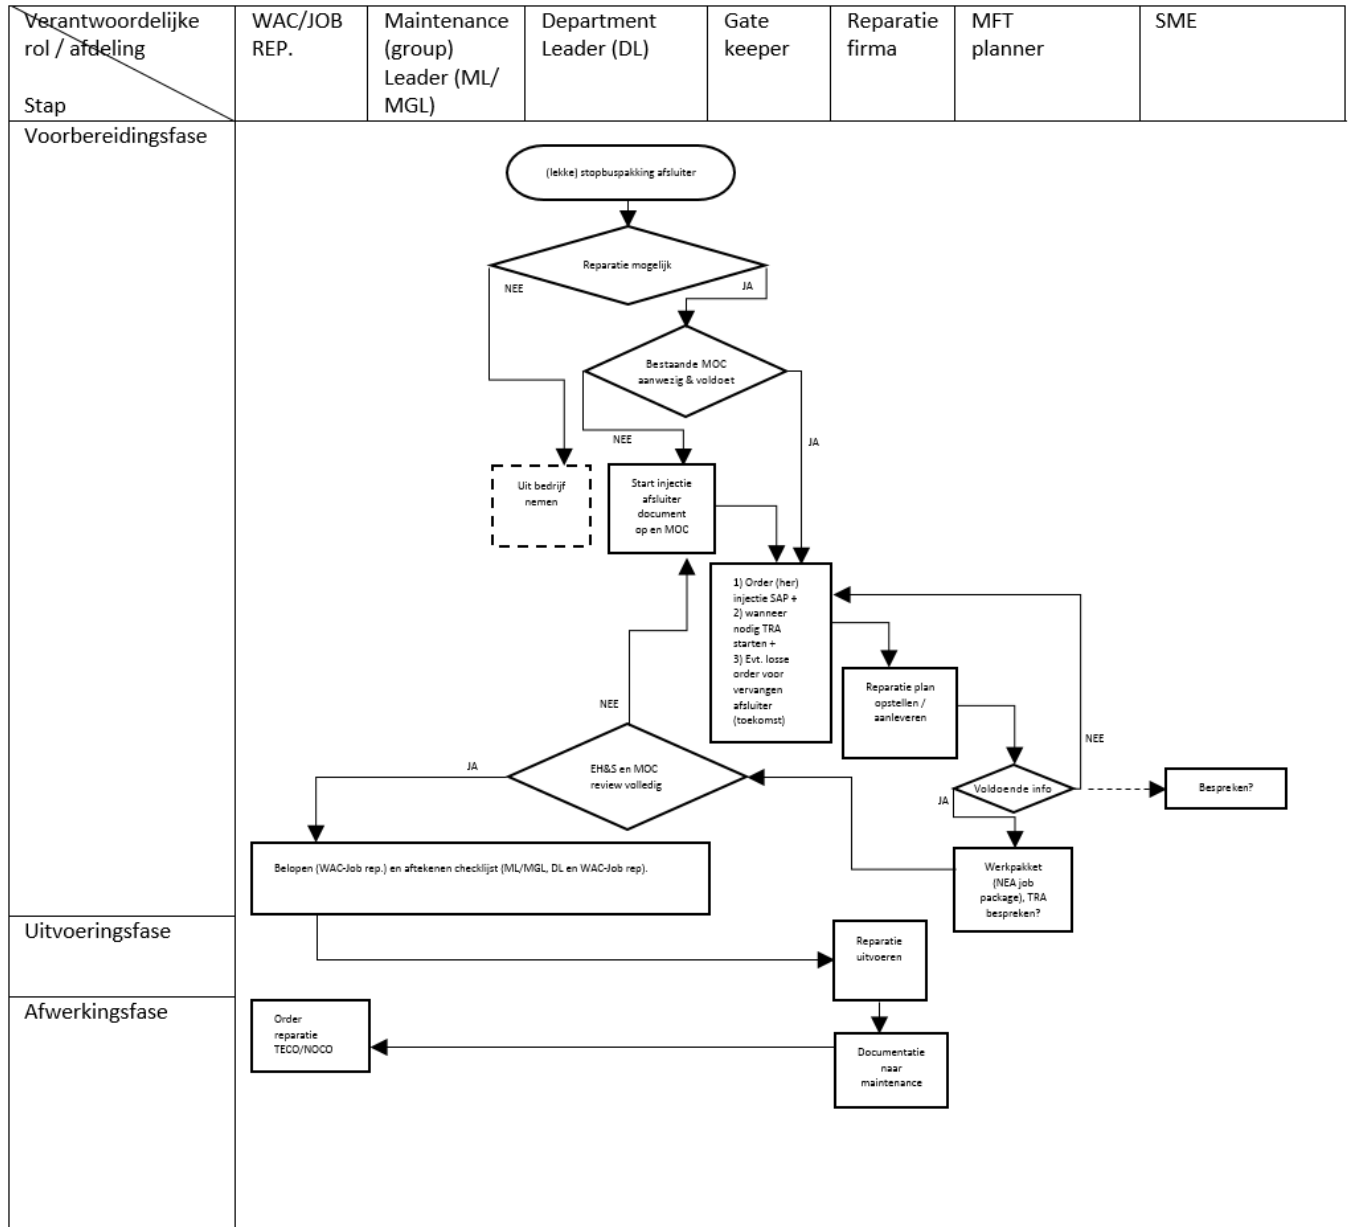 Verantwoordelijke
rol / afdeling
Stap
WAC/JOB
REP.
Maintenance
(group)
Leader (ML/
MGL)
Department
Leader (DL)
Gate
keeper
Reparatie
firma
MFT
planner
SME
Voorbereidingsfase
(lekke) stopbuspakking afsluiter
Reparatie mogelijk
NEE
JA
Bestaande MOC
aanwezig & voldoet
NEE
JA
Uit bedrijf
nemen
Start injectie
afsluiter
document
op en MOC
1) Order (her)
injectie SAP +
2) wanneer
nodig TRA
starten +
3) Evt. losse
order voor
vervangen
afsluiter
(toekomst)
Reparatie plan
opstellen /
aanleveren
NEE
NEE
EH&S en MOC
review volledig
JA
Voldoende info
JA
Bespreken?
Belopen (WAC-Job rep.) en aftekenen checklijst (ML/MGL, DL en WAC-Job rep).
Werkpakket
(NEA job
package), TRA
bespreken?
Uitvoeringsfase
Reparatie
uitvoeren
Afwerkingsfase
Order
reparatie
TECO/NOCO
Documentatie
naar
maintenance